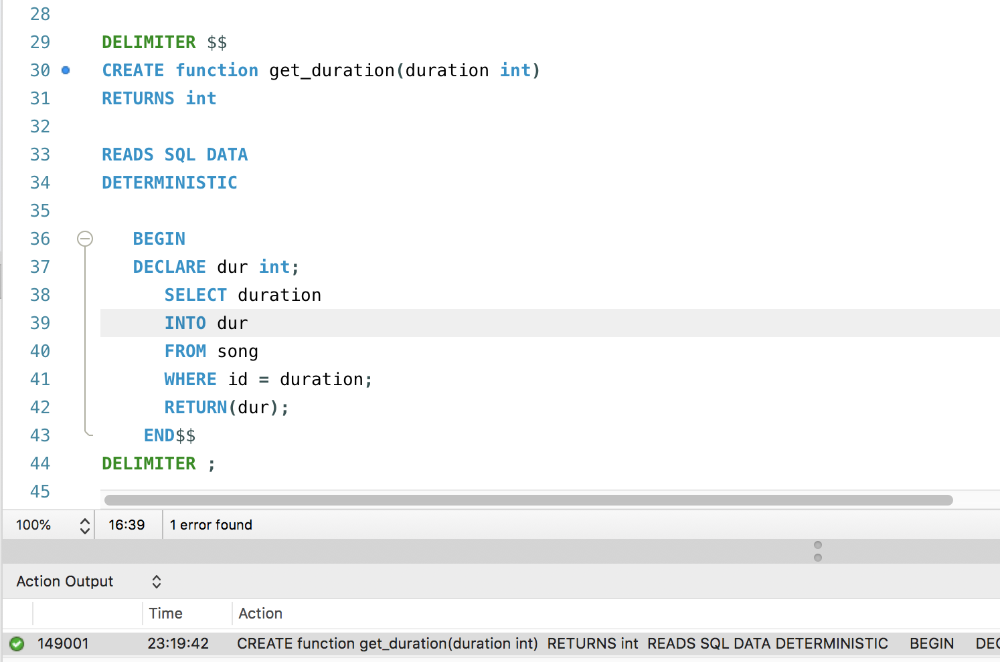 28
29 DELIMITER $$
30 CREATE function get_duration(duration int)
31 RETURNS int
32
33 READS SQL DATA
34 DETERMINISTIC
35
36 BEGIN
37 DECLARE dur int;
38 SELECT duration
39 INTO dur
40 FROM song
41 WHERE id = duration;
42 RETURN(dur);
43 END$$
44 DELIMITER ;
45
100% 16:39 1 error found
Action Output
Time Action
149001 23:19:42 CREATE function get_duration(duration int) RETURNS int READS SQL DATA DETERMINISTIC BEGIN DEC